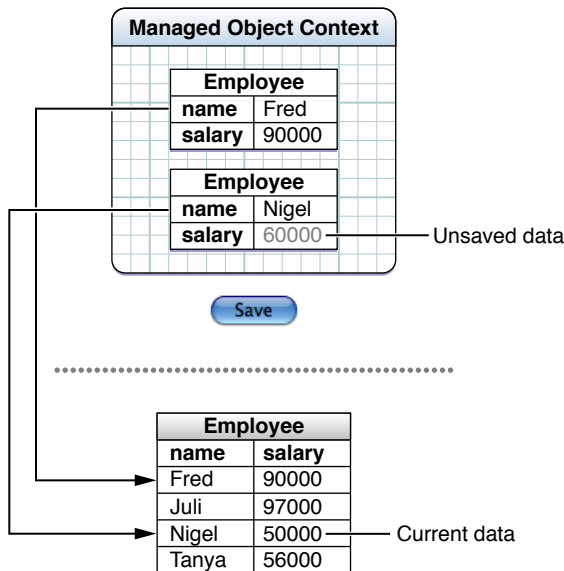 Managed Object Context
Employee
name Fred
salary 90000
Employee
name Nigel
salary 60000
Unsaved data
Save
Employee
name salary
Fred 90000
Juli 97000
Nigel 50000
Current data
Tanya 56000